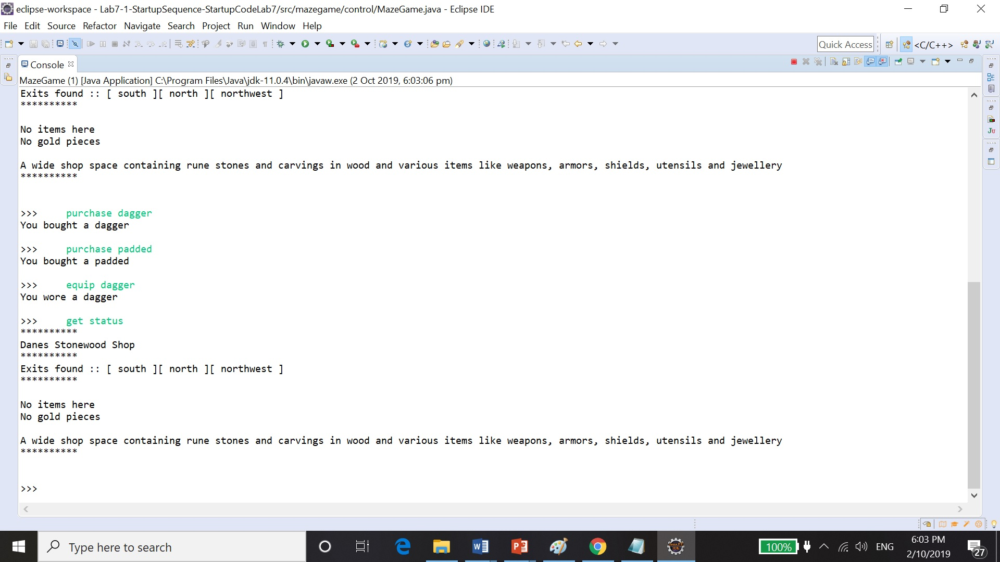 eclipse-workspace - Lab7-1-StartupSequence-StartupCodeLab7/src/mazegame/control/MazeGame.java - Eclipse IDE
File Edit Source Refactor Navigate Search Project Run Window Help
Quick Access <C/C++>
Console
MazeGame (1) [Java Application] C:\Program Files\Java\jdk-11.0.4\bin\javaw.exe (2 Oct 2019, 6:03:06 pm)
Exits found :: [ south ][ north ][ northwest ]
**********
No items here
No gold pieces
A wide shop space containing rune stones and carvings in wood and various items like weapons, armors, shields, utensils and jewellery
**********
>>> purchase dagger
You bought a dagger
>>> purchase padded
You bought a padded
>>> equip dagger
You wore a dagger
>>> get status
**********
Danes Stonewood Shop
**********
Exits found :: [ south ][ north ][ northwest ]
**********
No items here
No gold pieces
A wide shop space containing rune stones and carvings in wood and various items like weapons, armors, shields, utensils and jewellery
**********
>>>
Type here to search
100%
ENG
6:03 PM
2/10/2019
27